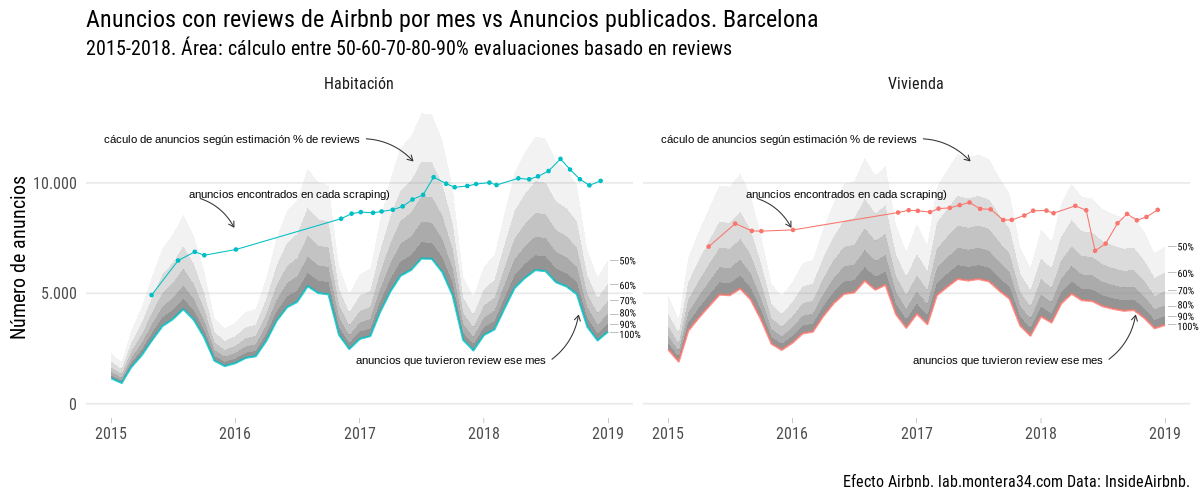 Anuncios con reviews de Airbnb por mes vs Anuncios publicados. Barcelona
2015-2018. Área: cálculo entre 50-60-70-80-90% evaluaciones basado en reviews
Habitación
Vivienda
Número de anuncios
10.000
5.000
0
cáculo de anuncios según estimación % de reviews
anuncios encontrados en cada scraping)
anuncios que tuvieron review ese mes
50%
60%
70%
80%
90%
100%
2015
2016
2017
2018
2019
cáculo de anuncios según estimación % de reviews
anuncios encontrados en cada scraping)
anuncios que tuvieron review ese mes
50%
60%
70%
80%
90%
100%
2015
2016
2017
2018
2019
Efecto Airbnb. lab.montera34.com Data: InsideAirbnb.